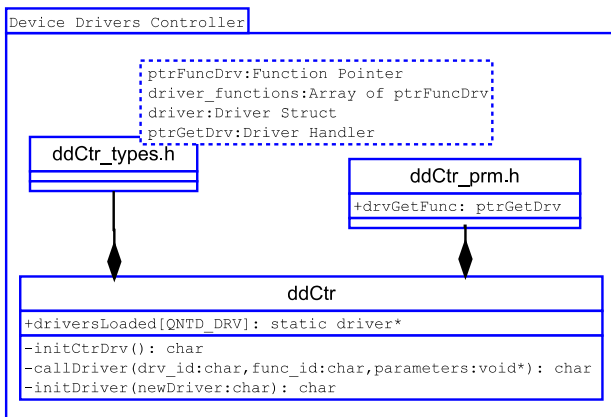 Device Drivers Controller
ptrFuncDrv:Function Pointer
driver_functions:Array of ptrFuncDrv
driver:Driver Struct
ptrGetDrv:Driver Handler
ddCtr_types.h
ddCtr_prm.h
+drvGetFunc: ptrGetDrv
ddCtr
+driversLoaded[QNTD_DRV]: static driver*
-initCtrDrv(): char
-callDriver(drv_id:char,func_id:char,parameters:void*): char
-initDriver(newDriver:char): char